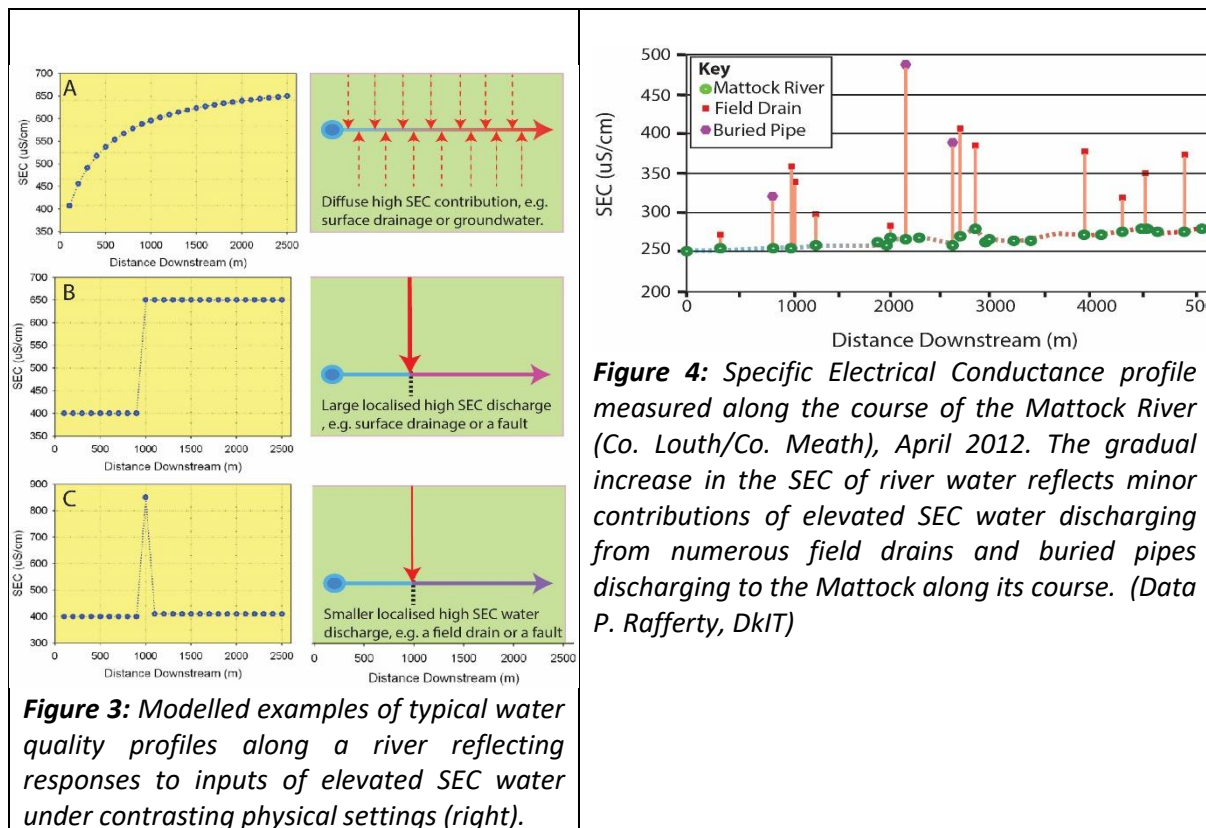 A
SEC (uS/cm)
700
650
600
550
500
450
400
350
0 500 1000 1500 2000 2500
Distance Downstream (m)
Diffuse high SEC contribution, e.g.
surface drainage or groundwater.
B
SEC (uS/cm)
700
650
600
550
500
450
400
350
0 500 1000 1500 2000 2500
Distance Downstream (m)
Large localised high SEC discharge
, e.g. surface drainage or a fault
C
SEC (uS/cm)
900
800
700
600
500
400
300
0 500 1000 1500 2000 2500
Distance Downstream (m)
Smaller localised high SEC water
discharge, e.g. a field drain or a fault
0 500 1000 1500 2000 2500
Distance Downstream (m)
Figure 3: Modelled examples of typical water
quality profiles along a river reflecting
responses to inputs of elevated SEC water
under contrasting physical settings (right).
SEC (uS/cm)
500
450
400
350
300
250
200
Key
Mattock River
Field Drain
Buried Pipe
0 1000 2000 3000 4000 500
Distance Downstream (m)
Figure 4: Specific Electrical Conductance profile
measured along the course of the Mattock River
(Co. Louth/Co. Meath), April 2012. The gradual
increase in the SEC of river water reflects minor
contributions of elevated SEC water discharging
from numerous field drains and buried pipes
discharging to the Mattock along its course. (Data
P. Rafferty, DkIT)